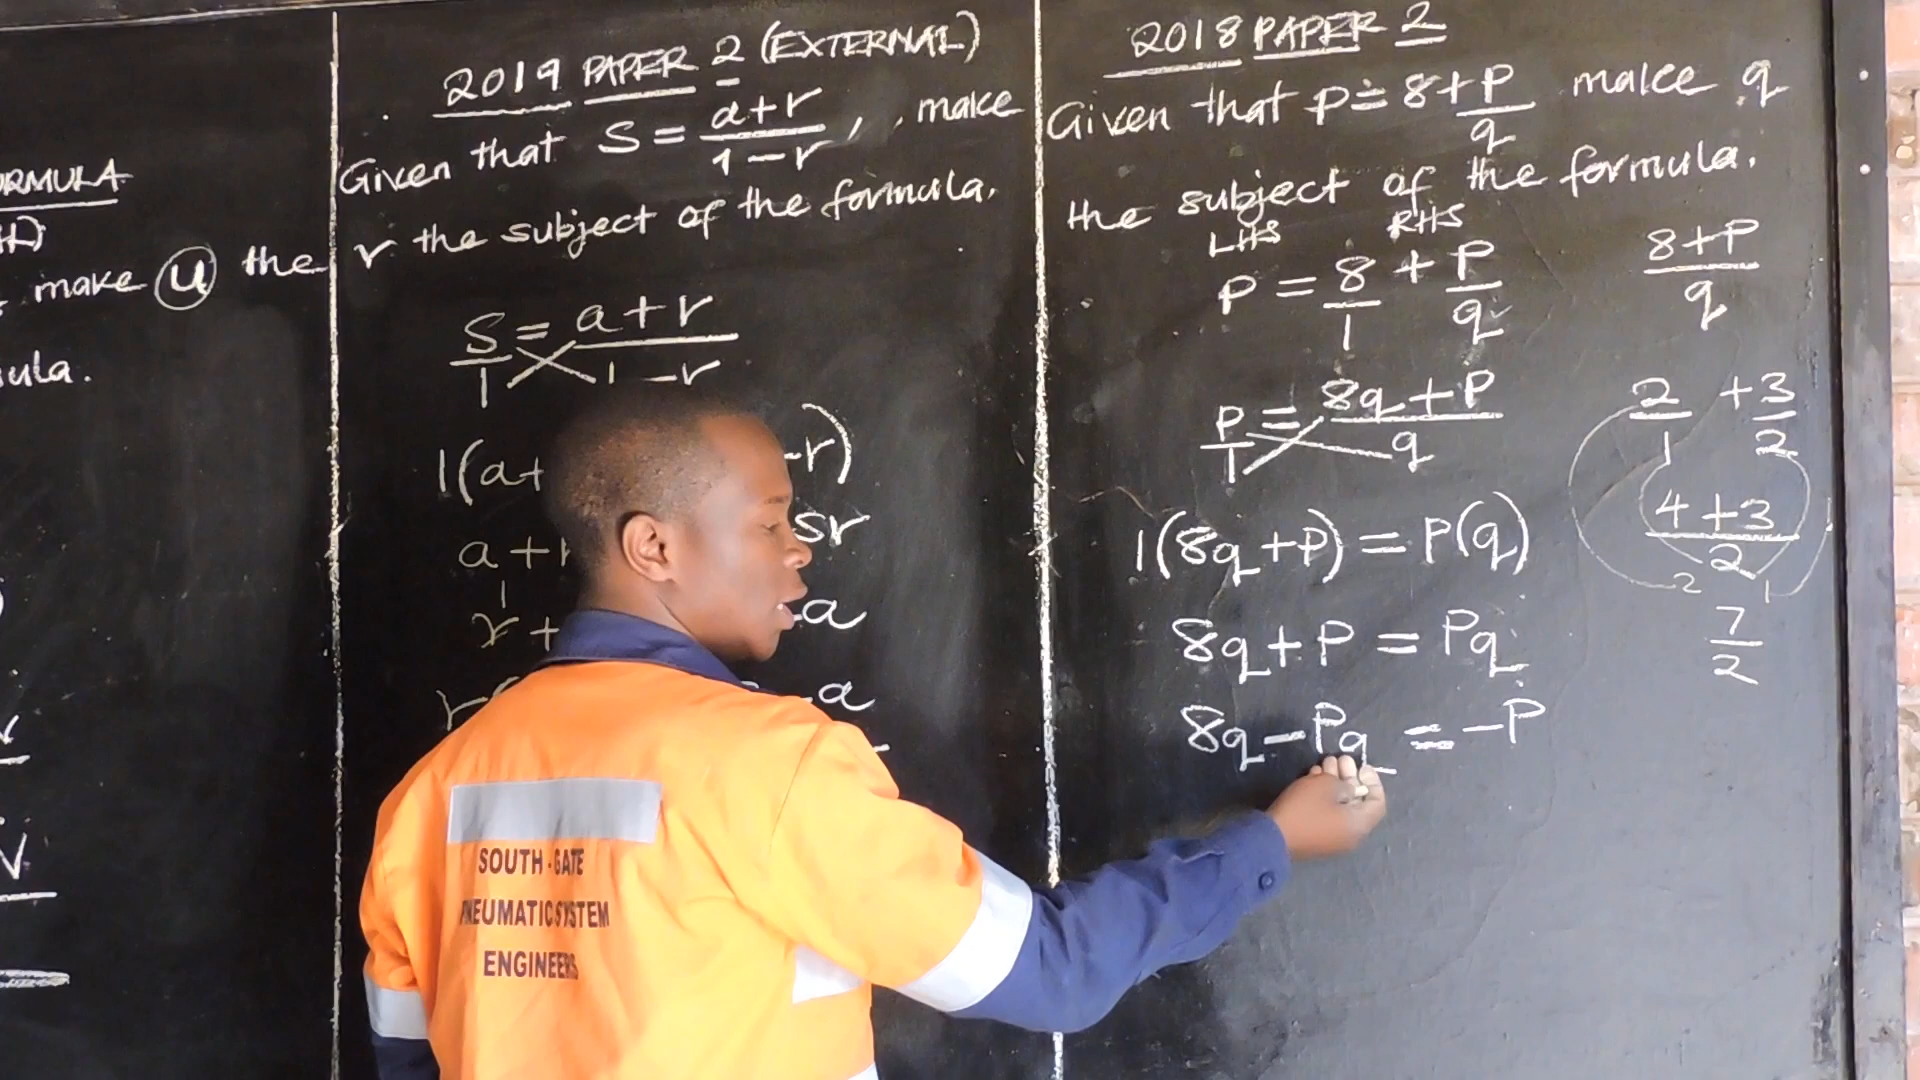 ORMULA
make u the
ula.
V
2019 PAPER 2 (EXTERNAL)
Given that S = a+r/1-r, make
r the subject of the formula.
S/1 = a+r/1-r
1(a+ -r)
a+r sr
r+ -a
r -a
2018 PAPER 2
Given that P = 8+P/q make q
the subject of the formula.
LHS RHS
P = 8/1 + P/q
P/1 = 8q+P/q
1(8q+P) = P(q)
8q+P = Pq
8q-Pq = -P
8+P/q
2/1 +3/2
4+3/2
2 1
7/2
SOUTH-GATE
PNEUMATIC SYSTEM
ENGINEERS